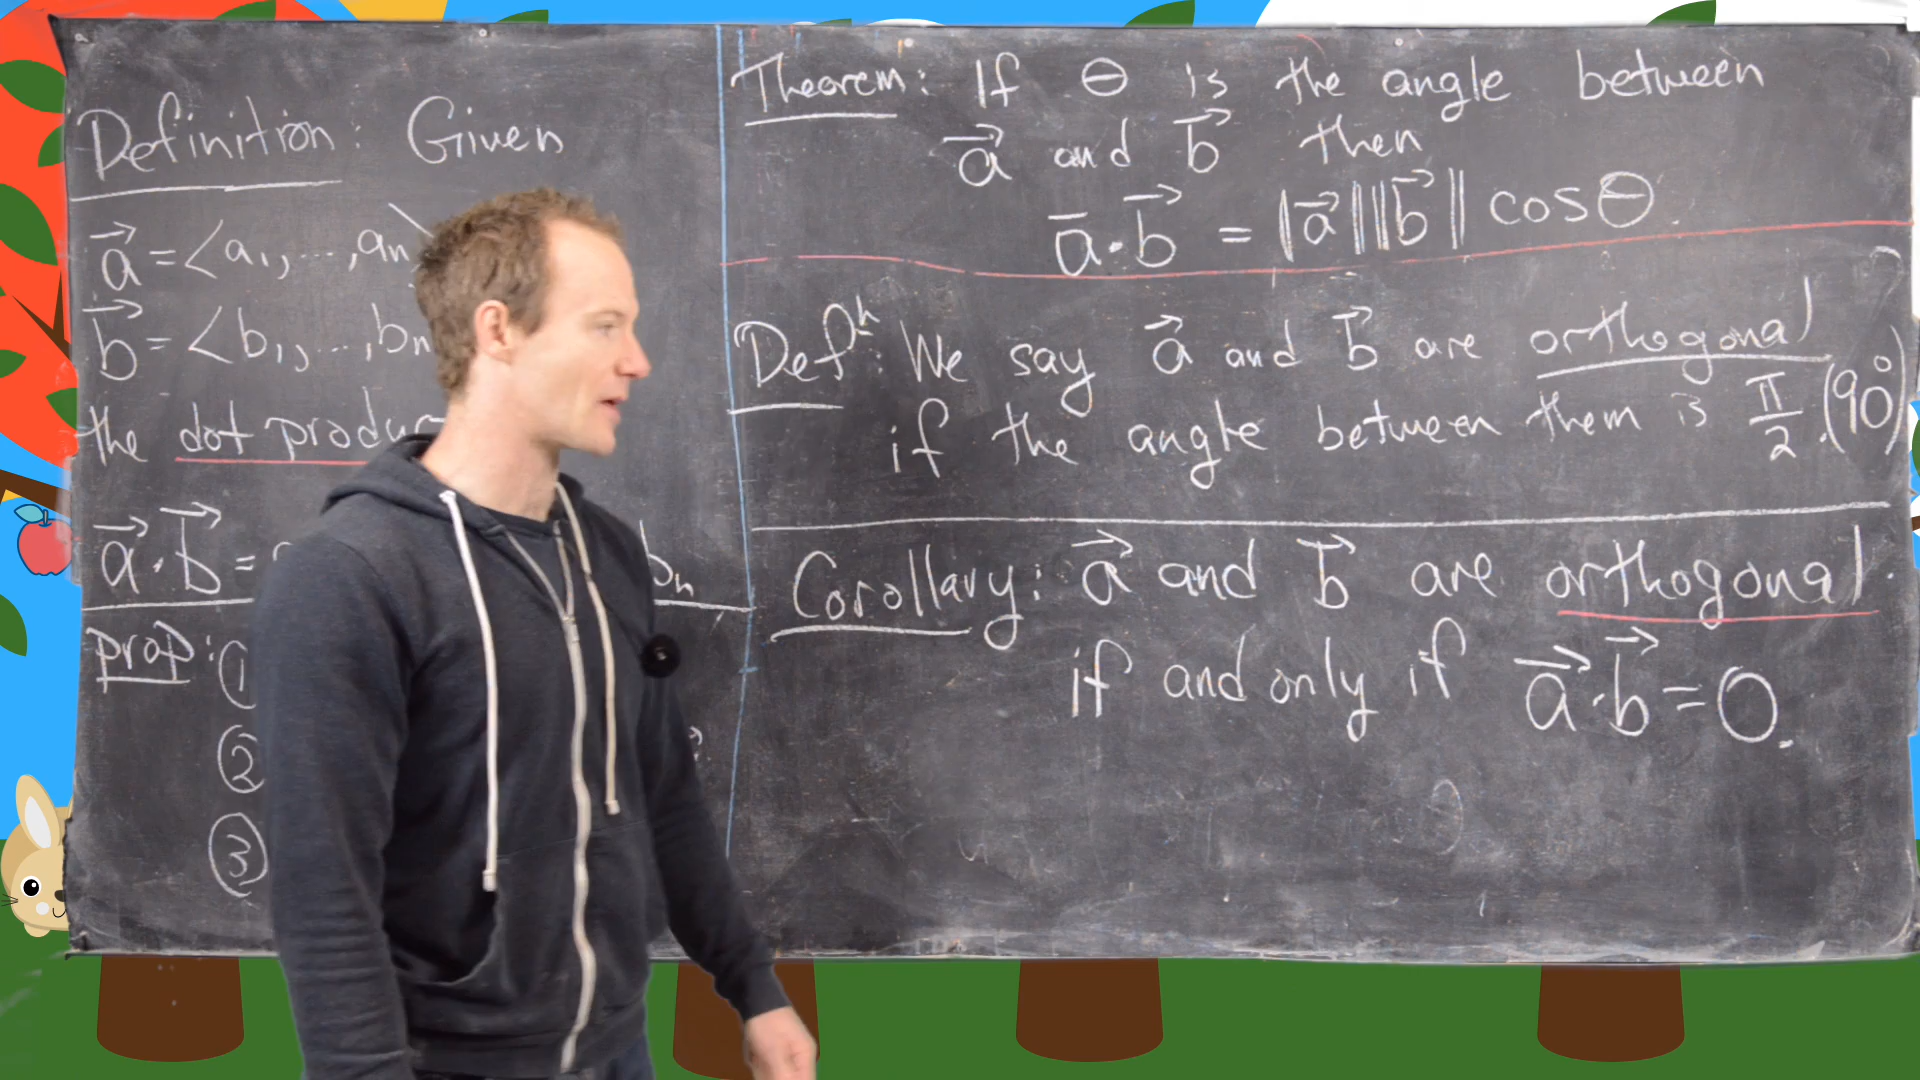 Definition: Given
a⃗ = <a₁, ..., aₙ
b⃗ = <b₁, ..., bₙ
the dot produc
a⃗ · b⃗ =
bₙ
prop: ①
②
③
Theorem: If θ is the angle between
a⃗ and b⃗ then
a⃗ · b⃗ = ‖a⃗‖‖b⃗‖ cos θ.
Defⁿ: We say a⃗ and b⃗ are orthogonal
if the angle between them is π/2. (90°)
Corollary: a⃗ and b⃗ are orthogonal
if and only if a⃗ · b⃗ = 0.